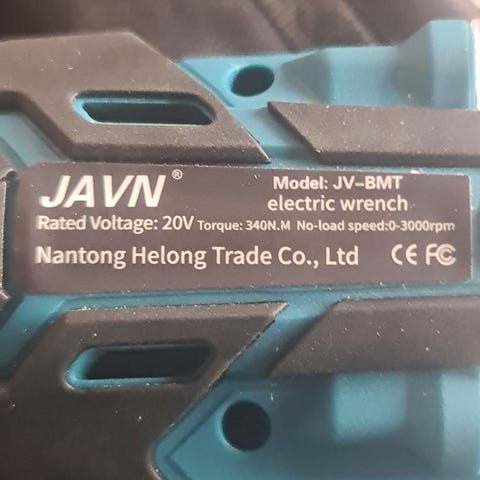 JAVN® Model: JV-BMT
electric wrench
Rated Voltage: 20V Torque: 340N.M No-load speed:0-3000rpm
Nantong Helong Trade Co., Ltd CE FC